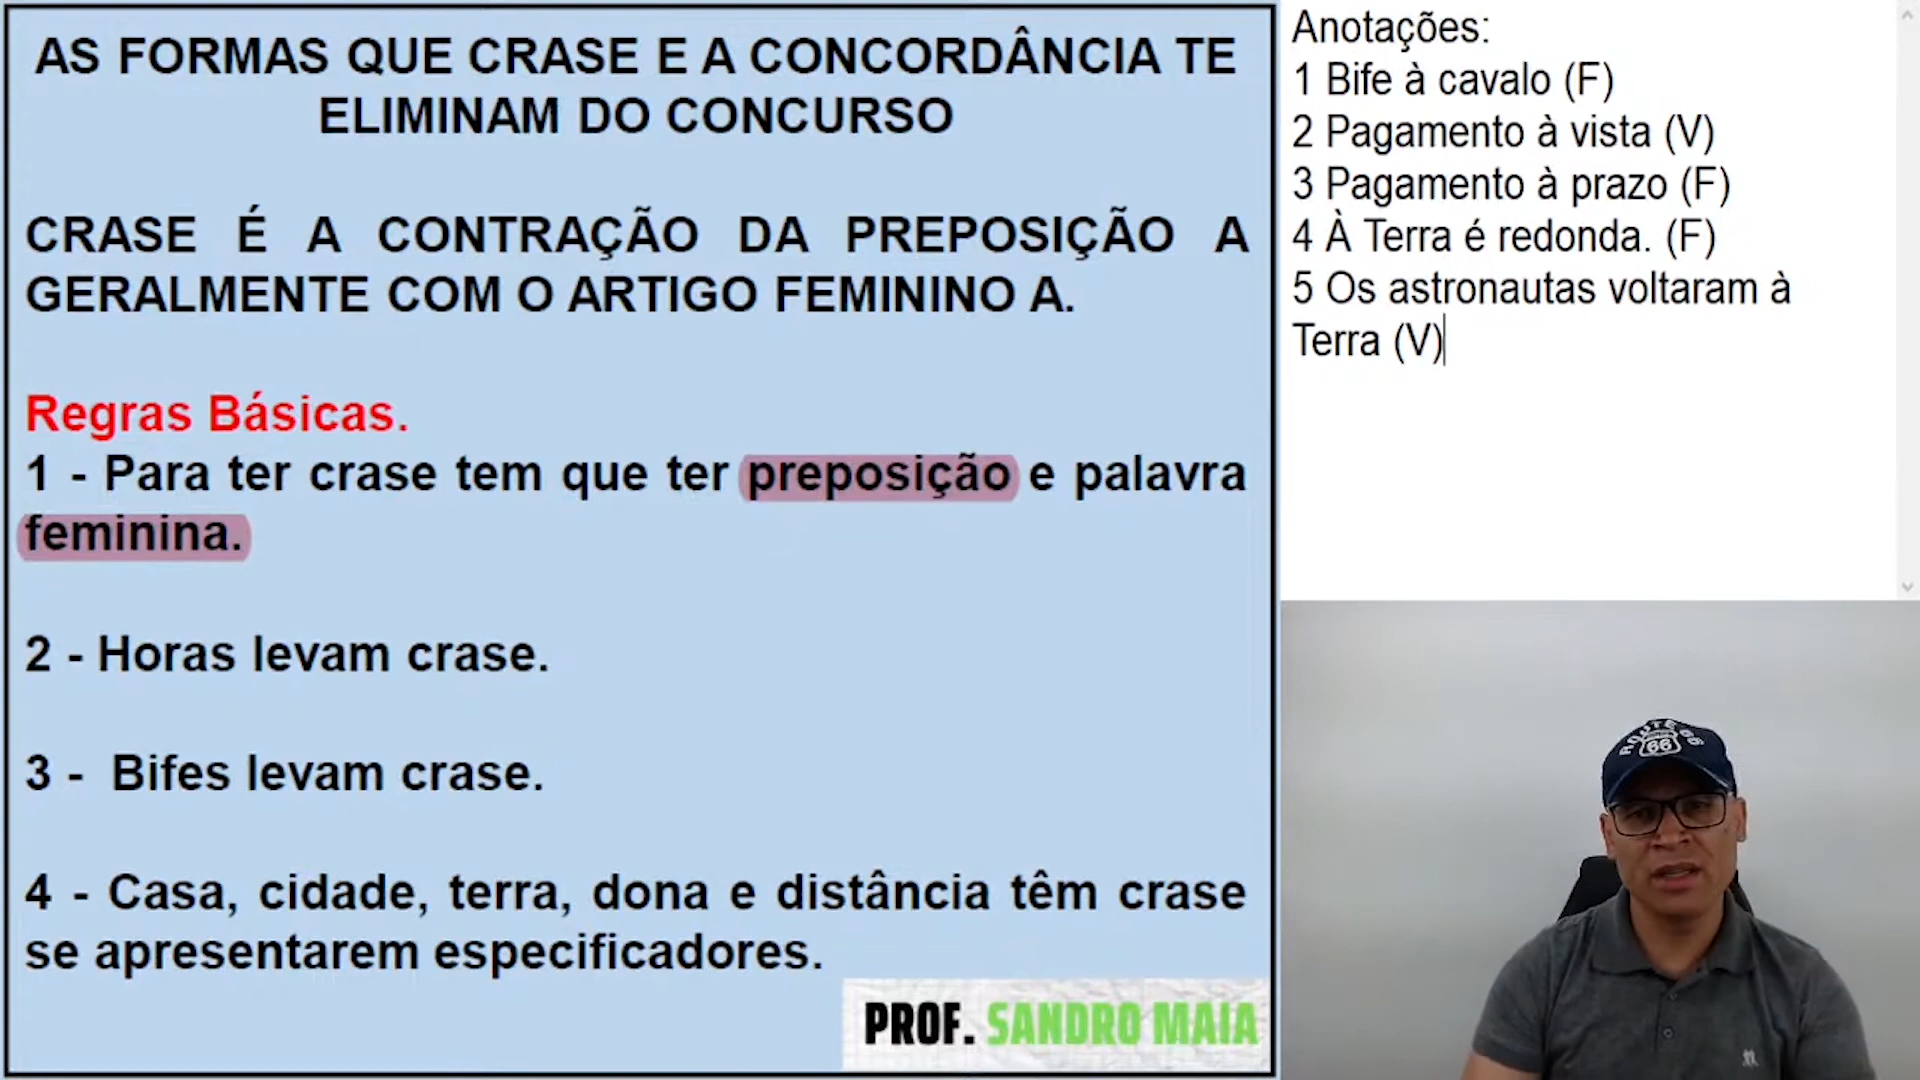 AS FORMAS QUE CRASE E A CONCORDÂNCIA TE
ELIMINAM DO CONCURSO
CRASE É A CONTRAÇÃO DA PREPOSIÇÃO A
GERALMENTE COM O ARTIGO FEMININO A.
Regras Básicas.
1 - Para ter crase tem que ter preposição e palavra
feminina.
2 - Horas levam crase.
3 - Bifes levam crase.
4 - Casa, cidade, terra, dona e distância têm crase
se apresentarem especificadores.
PROF. SANDRO MAIA
Anotações:
1 Bife à cavalo (F)
2 Pagamento à vista (V)
3 Pagamento à prazo (F)
4 À Terra é redonda. (F)
5 Os astronautas voltaram à
Terra (V)
ROUTE 66
66